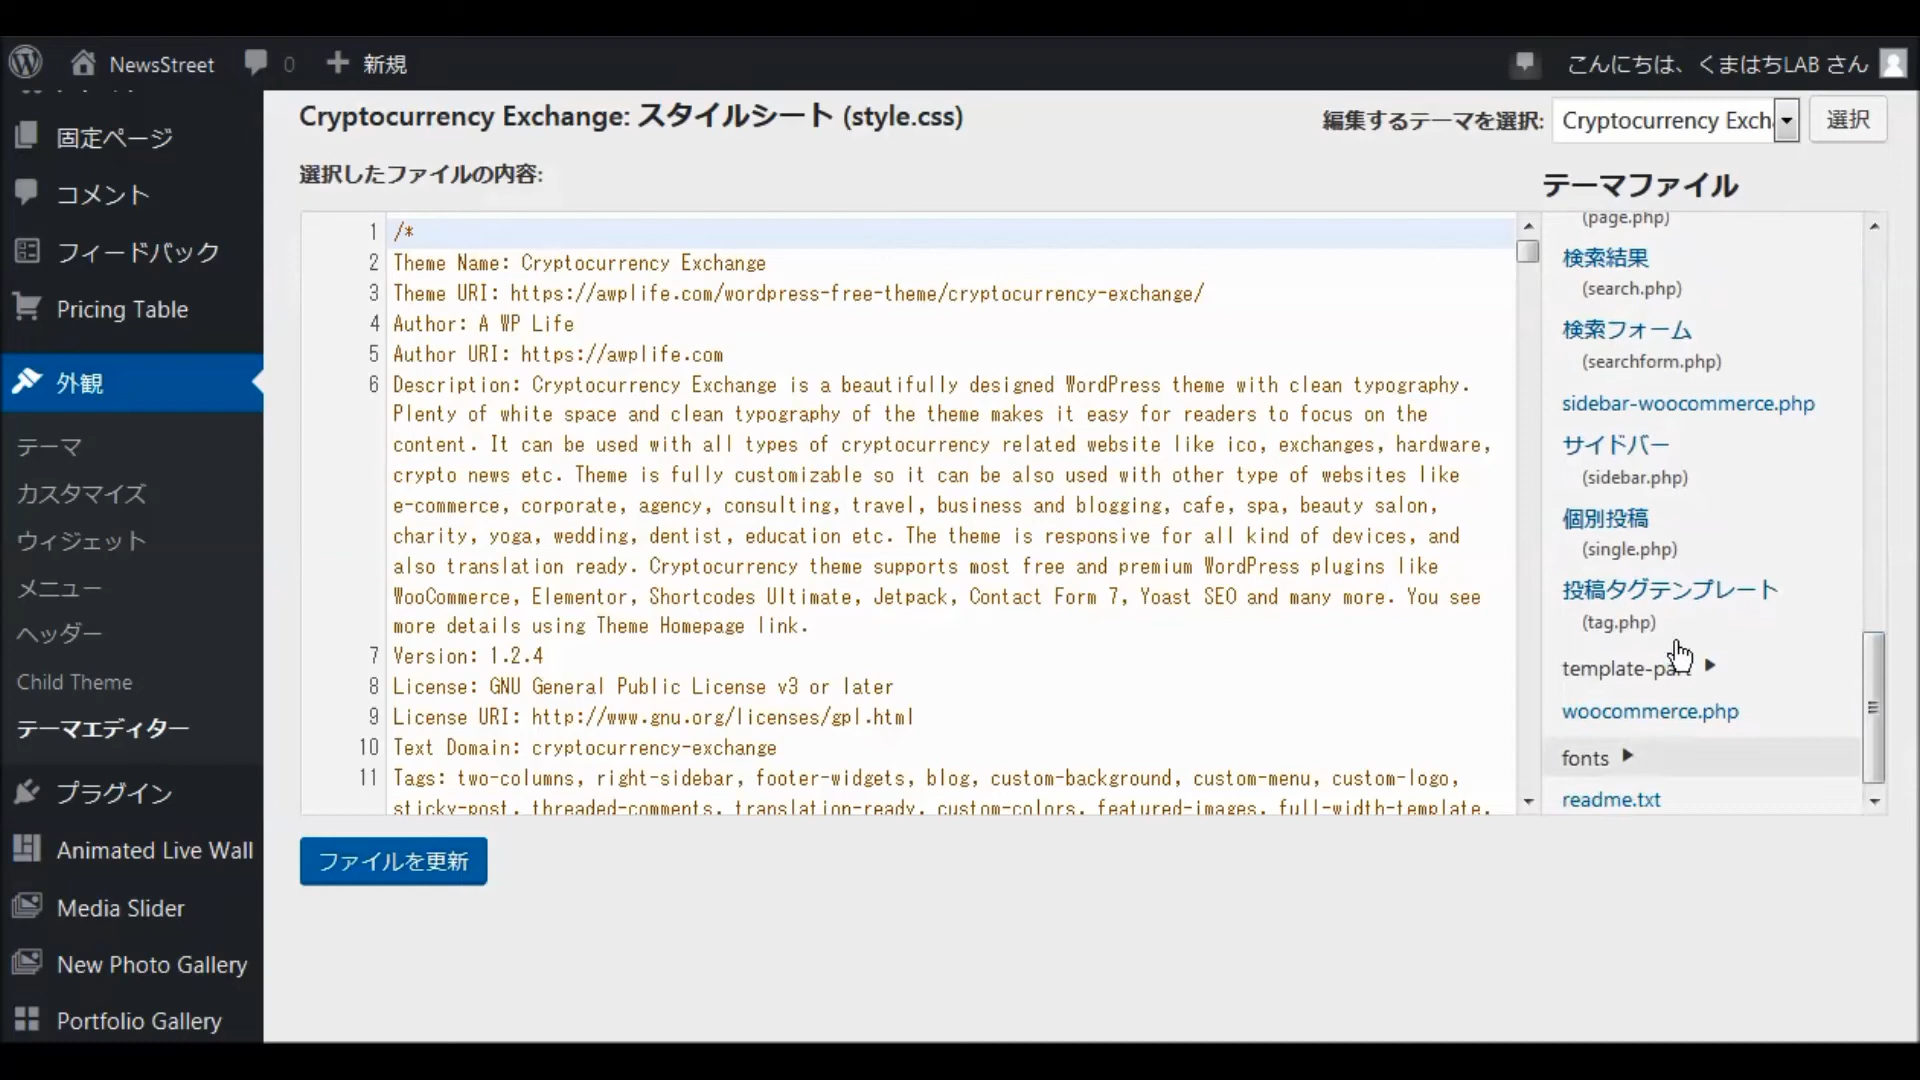 NewsStreet 0 新規 こんにちは、くまはちLAB さん
固定ページ
コメント
フィードバック
Pricing Table
外観
テーマ
カスタマイズ
ウィジェット
メニュー
ヘッダー
Child Theme
テーマエディター
プラグイン
Animated Live Wall
Media Slider
New Photo Gallery
Portfolio Gallery
Cryptocurrency Exchange: スタイルシート (style.css)
編集するテーマを選択: Cryptocurrency Exch 選択
選択したファイルの内容:
1 /*
2 Theme Name: Cryptocurrency Exchange
3 Theme URI: https://awplife.com/wordpress-free-theme/cryptocurrency-exchange/
4 Author: A WP Life
5 Author URI: https://awplife.com
6 Description: Cryptocurrency Exchange is a beautifully designed WordPress theme with clean typography.
Plenty of white space and clean typography of the theme makes it easy for readers to focus on the
content. It can be used with all types of cryptocurrency related website like ico, exchanges, hardware,
crypto news etc. Theme is fully customizable so it can be also used with other type of websites like
e-commerce, corporate, agency, consulting, travel, business and blogging, cafe, spa, beauty salon,
charity, yoga, wedding, dentist, education etc. The theme is responsive for all kind of devices, and
also translation ready. Cryptocurrency theme supports most free and premium WordPress plugins like
WooCommerce, Elementor, Shortcodes Ultimate, Jetpack, Contact Form 7, Yoast SEO and many more. You see
more details using Theme Homepage link.
7 Version: 1.2.4
8 License: GNU General Public License v3 or later
9 License URI: http://www.gnu.org/licenses/gpl.html
10 Text Domain: cryptocurrency-exchange
11 Tags: two-columns, right-sidebar, footer-widgets, blog, custom-background, custom-menu, custom-logo,
sticky-post, threaded-comments, translation-ready, custom-colors, featured-images, full-width-template,
ファイルを更新
テーマファイル
(page.php)
検索結果
(search.php)
検索フォーム
(searchform.php)
sidebar-woocommerce.php
サイドバー
(sidebar.php)
個別投稿
(single.php)
投稿タグテンプレート
(tag.php)
template-par
woocommerce.php
fonts
readme.txt